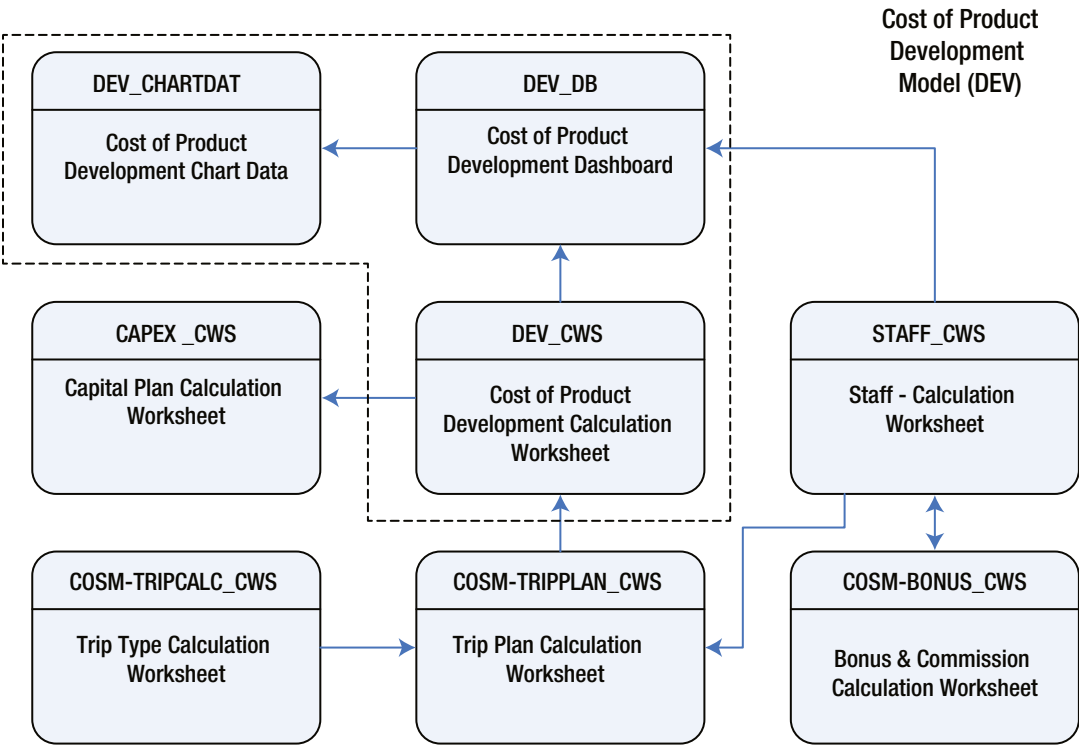 Cost of Product
Development
Model (DEV)
DEV_CHARTDAT
Cost of Product
Development Chart Data
DEV_DB
Cost of Product
Development Dashboard
CAPEX _CWS
Capital Plan Calculation
Worksheet
DEV_CWS
Cost of Product
Development Calculation
Worksheet
STAFF_CWS
Staff - Calculation
Worksheet
COSM-TRIPCALC_CWS
Trip Type Calculation
Worksheet
COSM-TRIPPLAN_CWS
Trip Plan Calculation
Worksheet
COSM-BONUS_CWS
Bonus & Commission
Calculation Worksheet